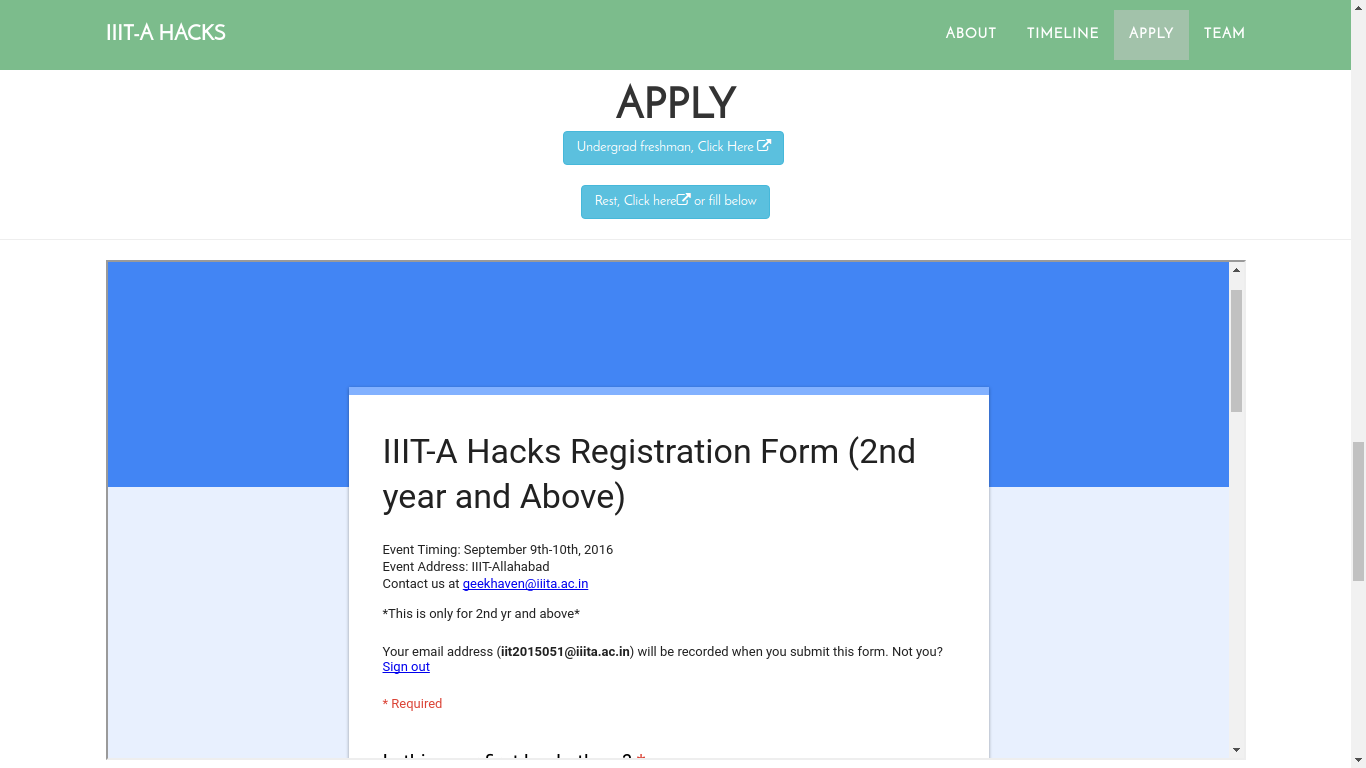 IIIT-A HACKS
ABOUT
TIMELINE
APPLY
TEAM
APPLY
Undergrad freshman, Click Here
Rest, Click here or fill below
IIIT-A Hacks Registration Form (2nd
year and Above)
Event Timing: September 9th-10th, 2016
Event Address: IIIT-Allahabad
Contact us at geekhaven@iiita.ac.in
*This is only for 2nd yr and above*
Your email address (iit2015051@iiita.ac.in) will be recorded when you submit this form. Not you?
Sign out
* Required